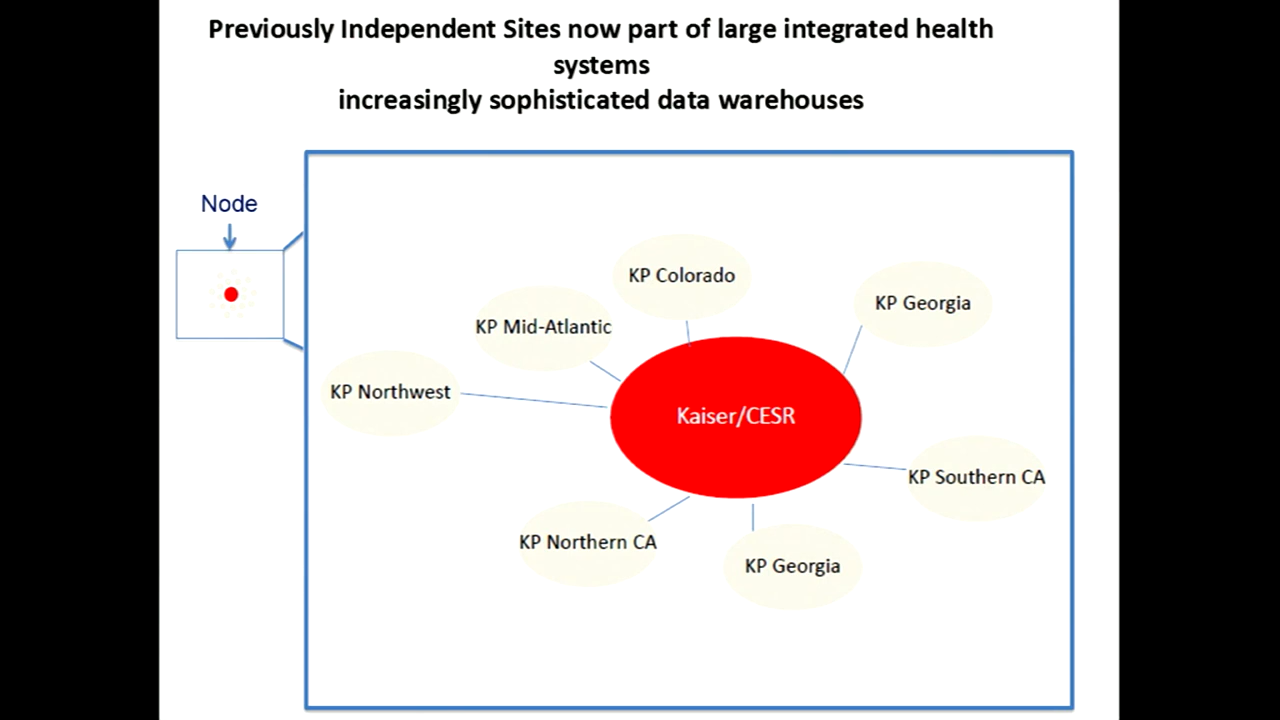 Previously Independent Sites now part of large integrated health
systems
increasingly sophisticated data warehouses
Node
KP Colorado
KP Georgia
KP Mid-Atlantic
KP Northwest
Kaiser/CESR
KP Southern CA
KP Northern CA
KP Georgia